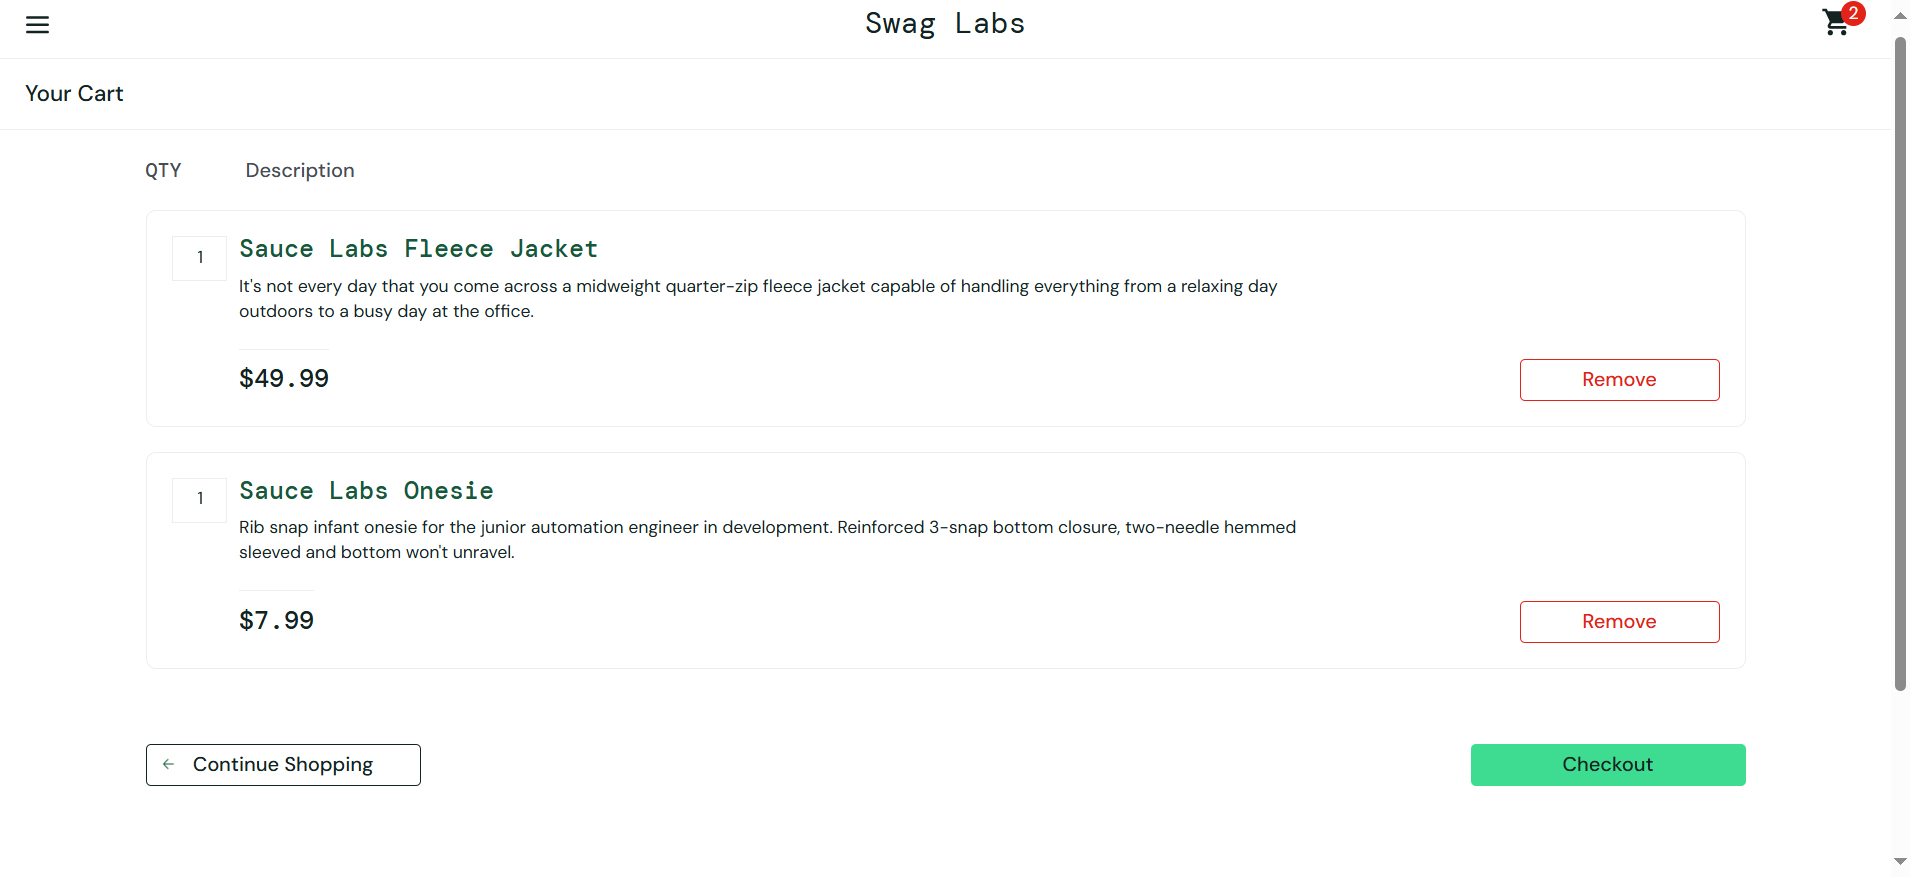 Swag Labs
2
Your Cart
QTY Description
1
Sauce Labs Fleece Jacket
It's not every day that you come across a midweight quarter-zip fleece jacket capable of handling everything from a relaxing day
outdoors to a busy day at the office.
$49.99
Remove
1
Sauce Labs Onesie
Rib snap infant onesie for the junior automation engineer in development. Reinforced 3-snap bottom closure, two-needle hemmed
sleeved and bottom won't unravel.
$7.99
Remove
Continue Shopping
Checkout